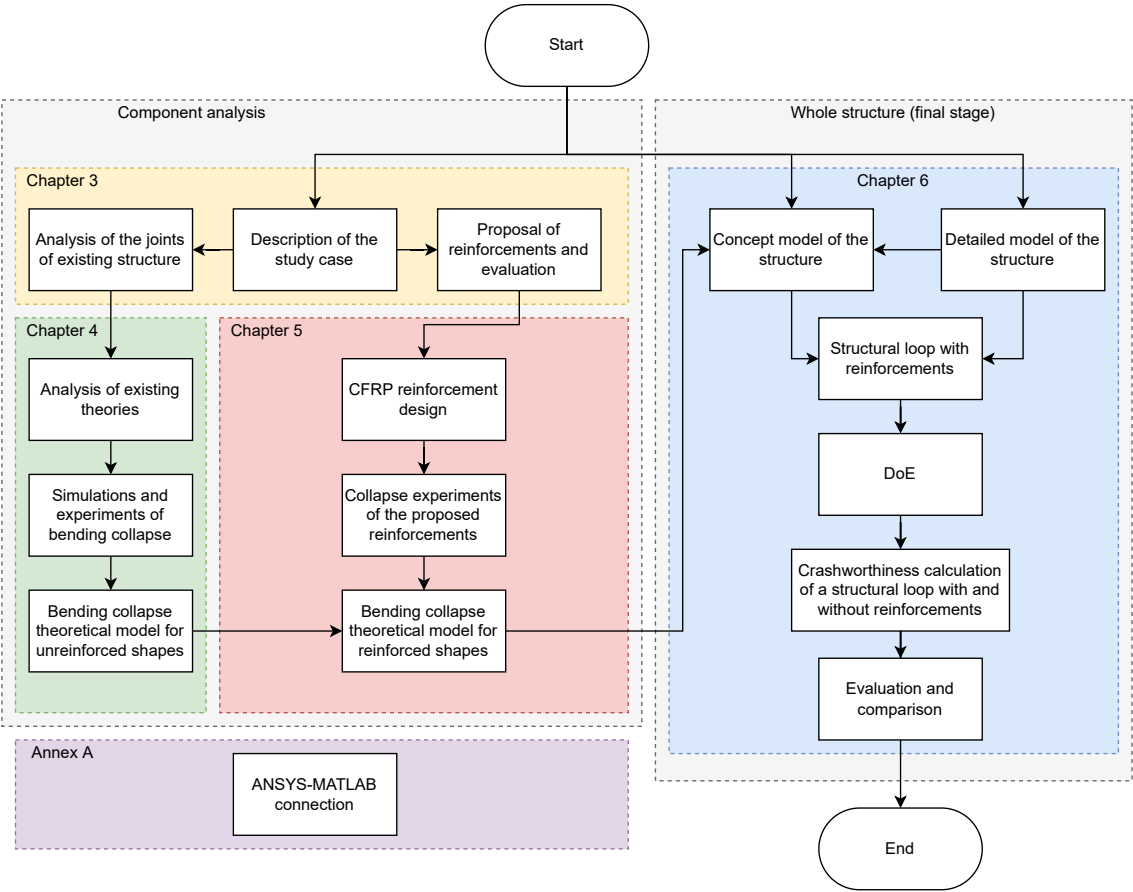 Start
Component analysis
Whole structure (final stage)
Chapter 3
Analysis of the joints
of existing structure
Description of the
study case
Proposal of
reinforcements and
evaluation
Chapter 4
Analysis of existing
theories
Simulations and
experiments of
bending collapse
Bending collapse
theoretical model for
unreinforced shapes
Chapter 5
CFRP reinforcement
design
Collapse experiments
of the proposed
reinforcements
Bending collapse
theoretical model for
reinforced shapes
Chapter 6
Concept model of the
structure
Detailed model of the
structure
Structural loop with
reinforcements
DoE
Crashworthiness calculation
of a structural loop with and
without reinforcements
Evaluation and
comparison
Annex A
ANSYS-MATLAB
connection
End